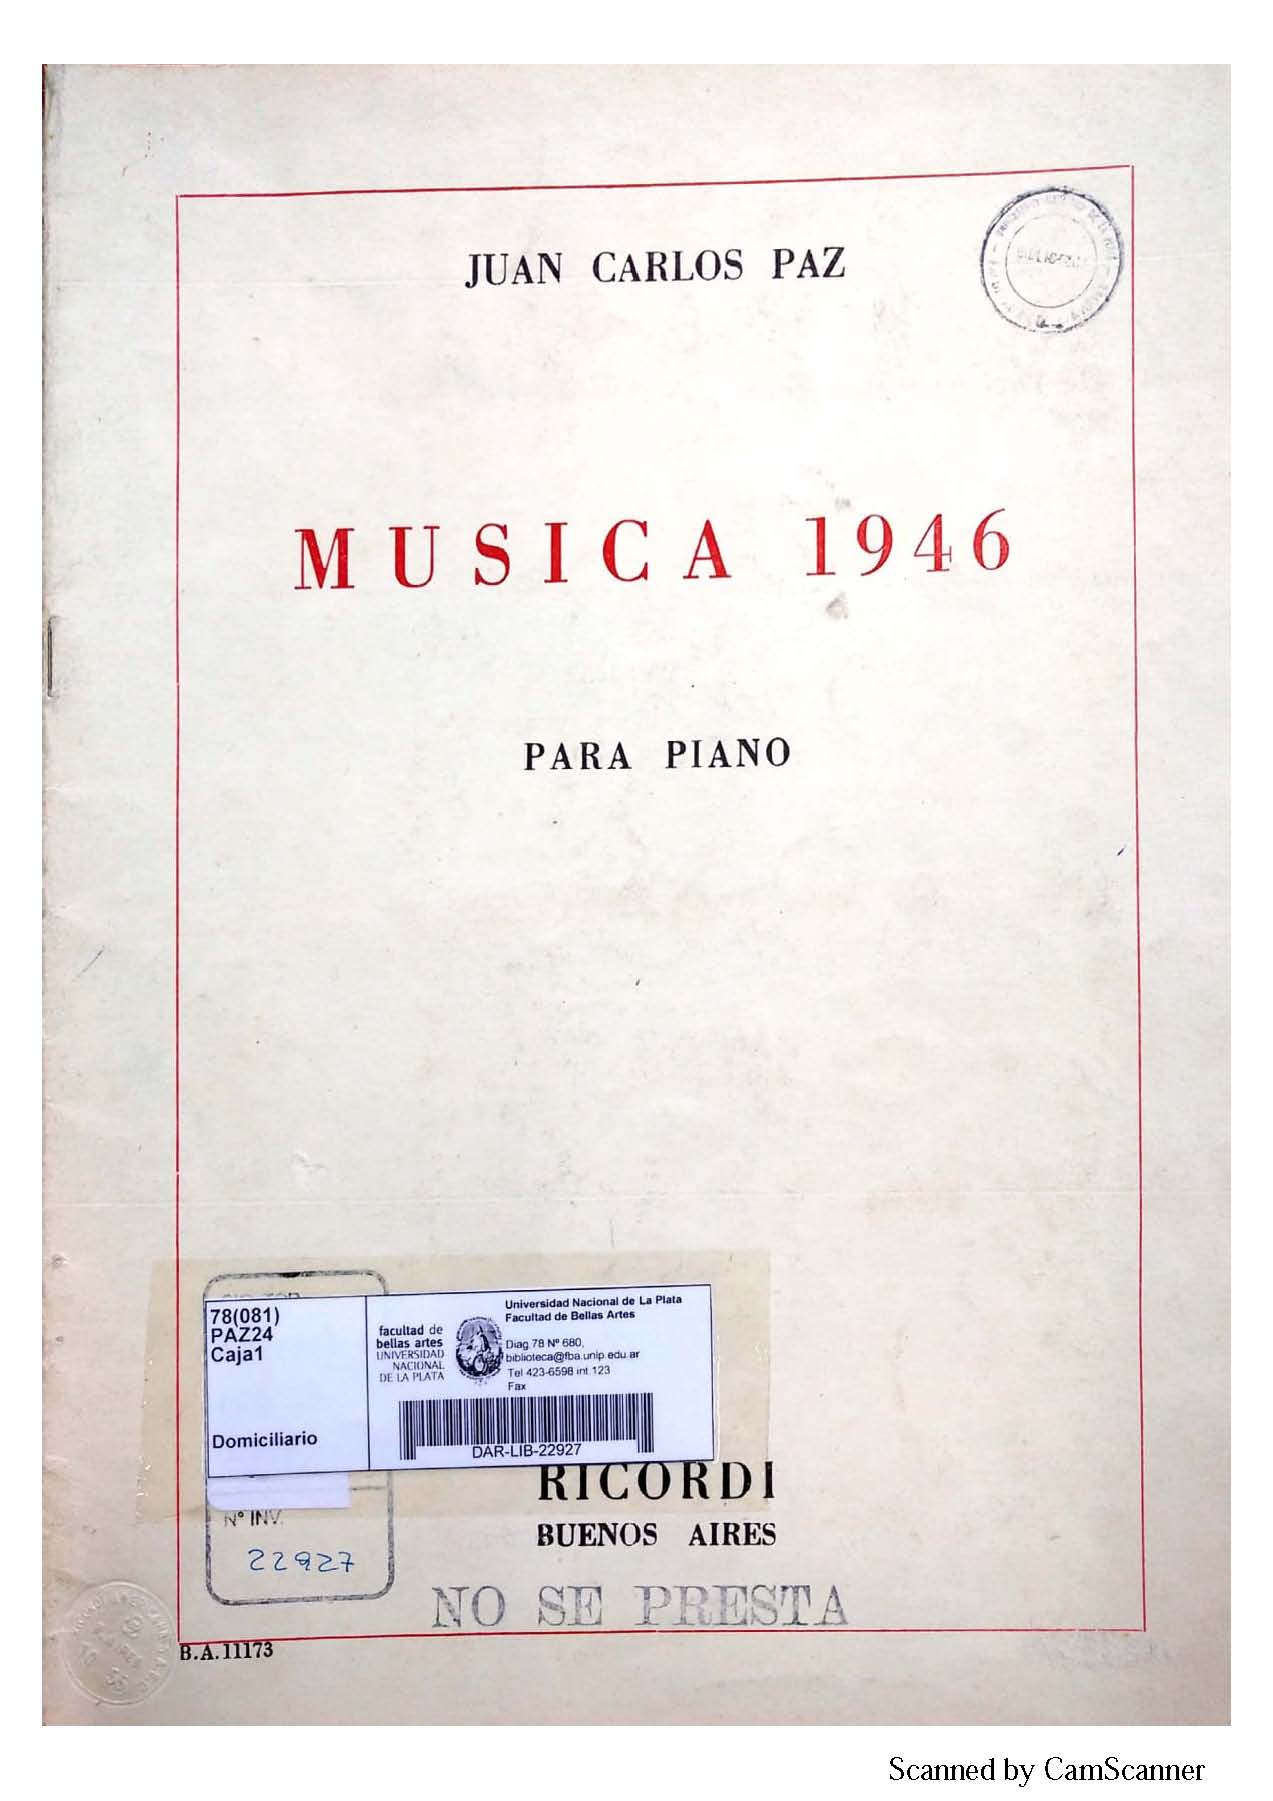 JUAN CARLOS PAZ
MUSICA 1946
PARA PIANO
78(081)
PAZ24
Caja1
Domiciliario
facultad de
bellas artes
UNIVERSIDAD
NACIONAL
DE LA PLATA
Universidad Nacional de La Plata
Facultad de Bellas Artes
Diag 78 Nº 680,
biblioteca@fba.unlp.edu.ar
Tel 423-6598 int.123
Fax
DAR-LIB-22927
RICORDI
BUENOS AIRES
Nº INV.
22927
NO SE PRESTA
B.A.11173
Scanned by CamScanner